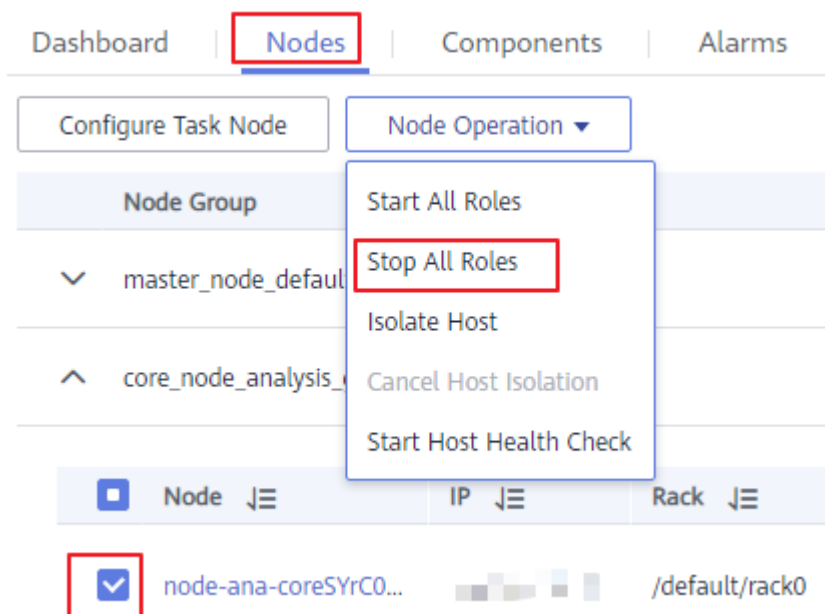 Dashboard Nodes Components Alarms
Configure Task Node Node Operation
Node Group
Start All Roles
Stop All Roles
master_node_defaul
Isolate Host
core_node_analysis_
Cancel Host Isolation
Start Host Health Check
Node IP Rack
node-ana-coreSYrC0... /default/rack0